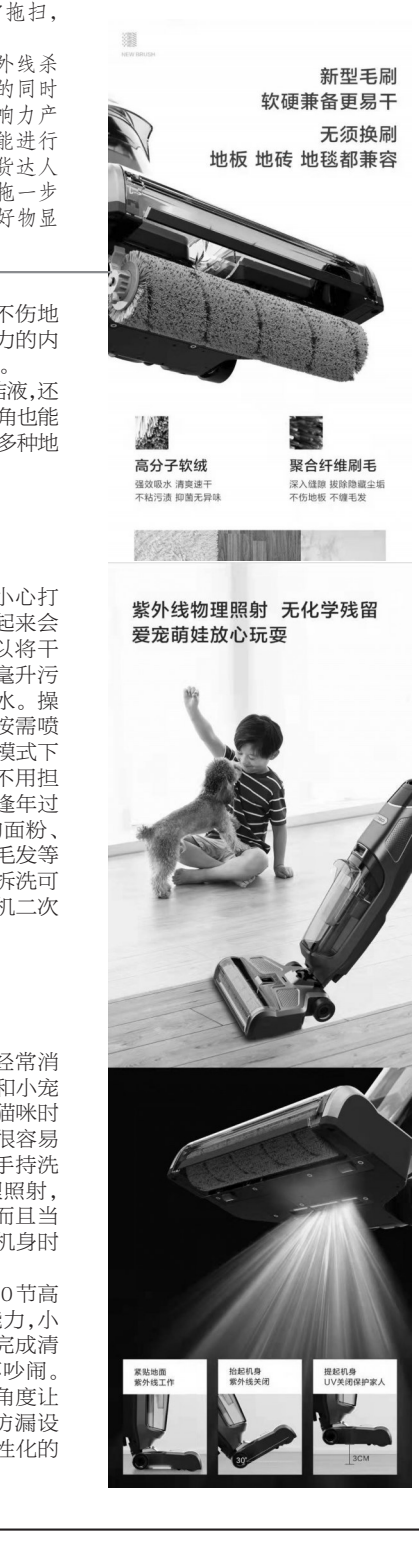 拖扫,
外线杀
的同时
响力产
能进行
货达人
拖一步
好物显
不伤地
力的内
。
洁液,还
角也能
多种地
小心打
起来会
以将干
毫升污
水。操
按需喷
模式下
不用担
逢年过
面粉、
毛发等
拆洗可
机二次
经常消
和小宠
猫咪时
很容易
手持洗
理照射,
而且当
机身时
0节高
能力,小
完成清
吵闹。
角度让
防漏设
性化的
NEW BRUSH
新型毛刷
软硬兼备更易干
无须换刷
地板 地砖 地毯都兼容
高分子软绒
强效吸水 清爽速干
不粘污渍 抑菌无异味
聚合纤维刷毛
深入缝隙 拔除隐藏尘垢
不伤地板 不缠毛发
紫外线物理照射 无化学残留
爱宠萌娃放心玩耍
紧贴地面
紫外线工作
抬起机身
紫外线关闭
30°
提起机身
UV关闭保护家人
3CM